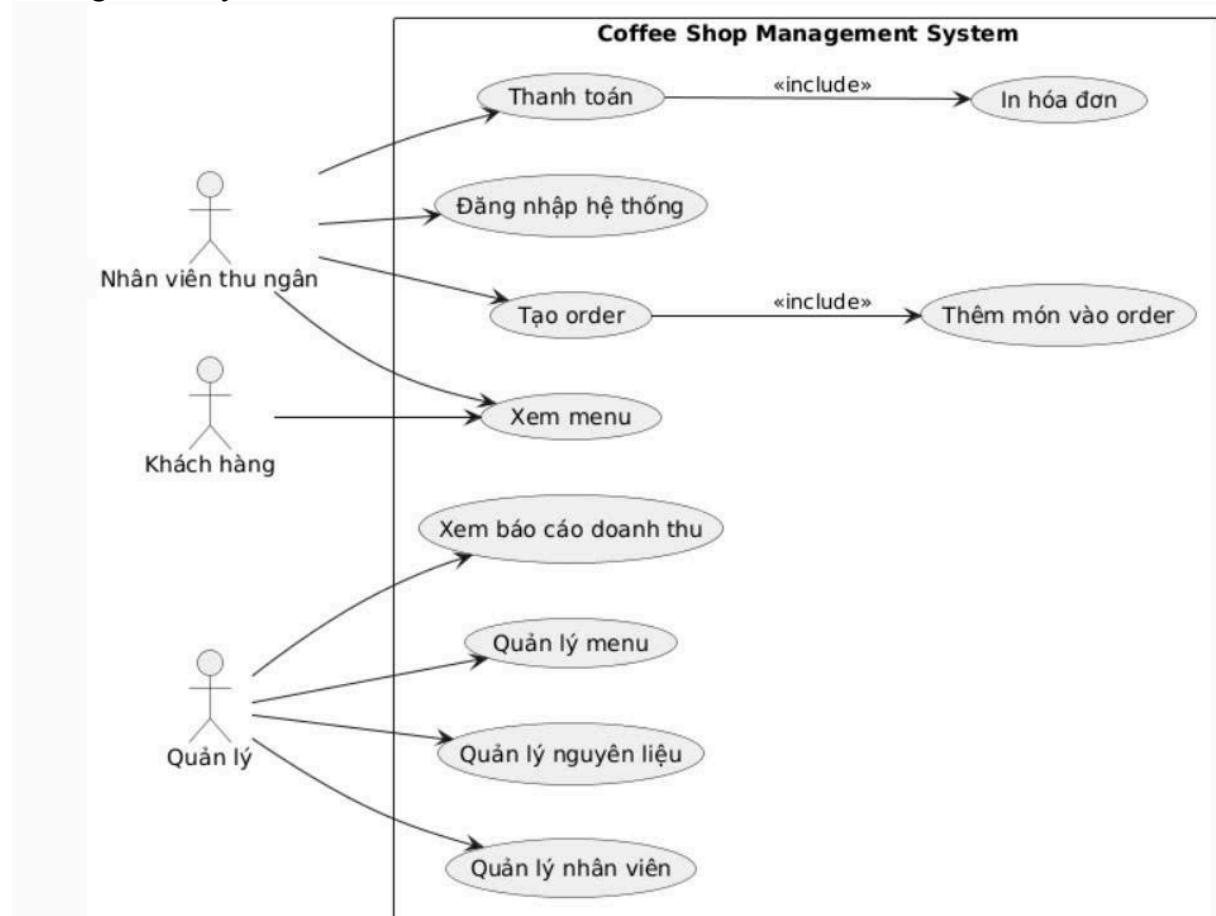 Coffee Shop Management System
Thanh toán
«include»
In hóa đơn
Đăng nhập hệ thống
Nhân viên thu ngân
Tạo order
«include»
Thêm món vào order
Xem menu
Khách hàng
Xem báo cáo doanh thu
Quản lý menu
Quản lý nguyên liệu
Quản lý
Quản lý nhân viên